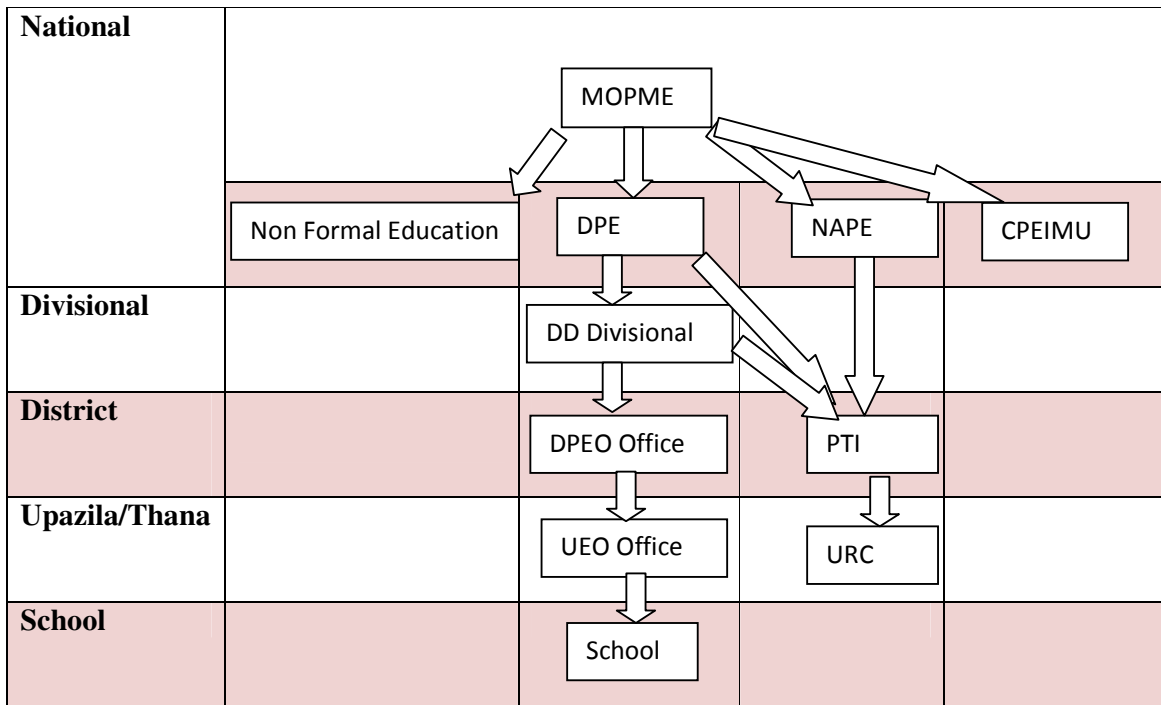 National
MOPME
Non Formal Education
DPE
NAPE
CPEIMU
Divisional
DD Divisional
District
DPEO Office
PTI
Upazila/Thana
UEO Office
URC
School
School